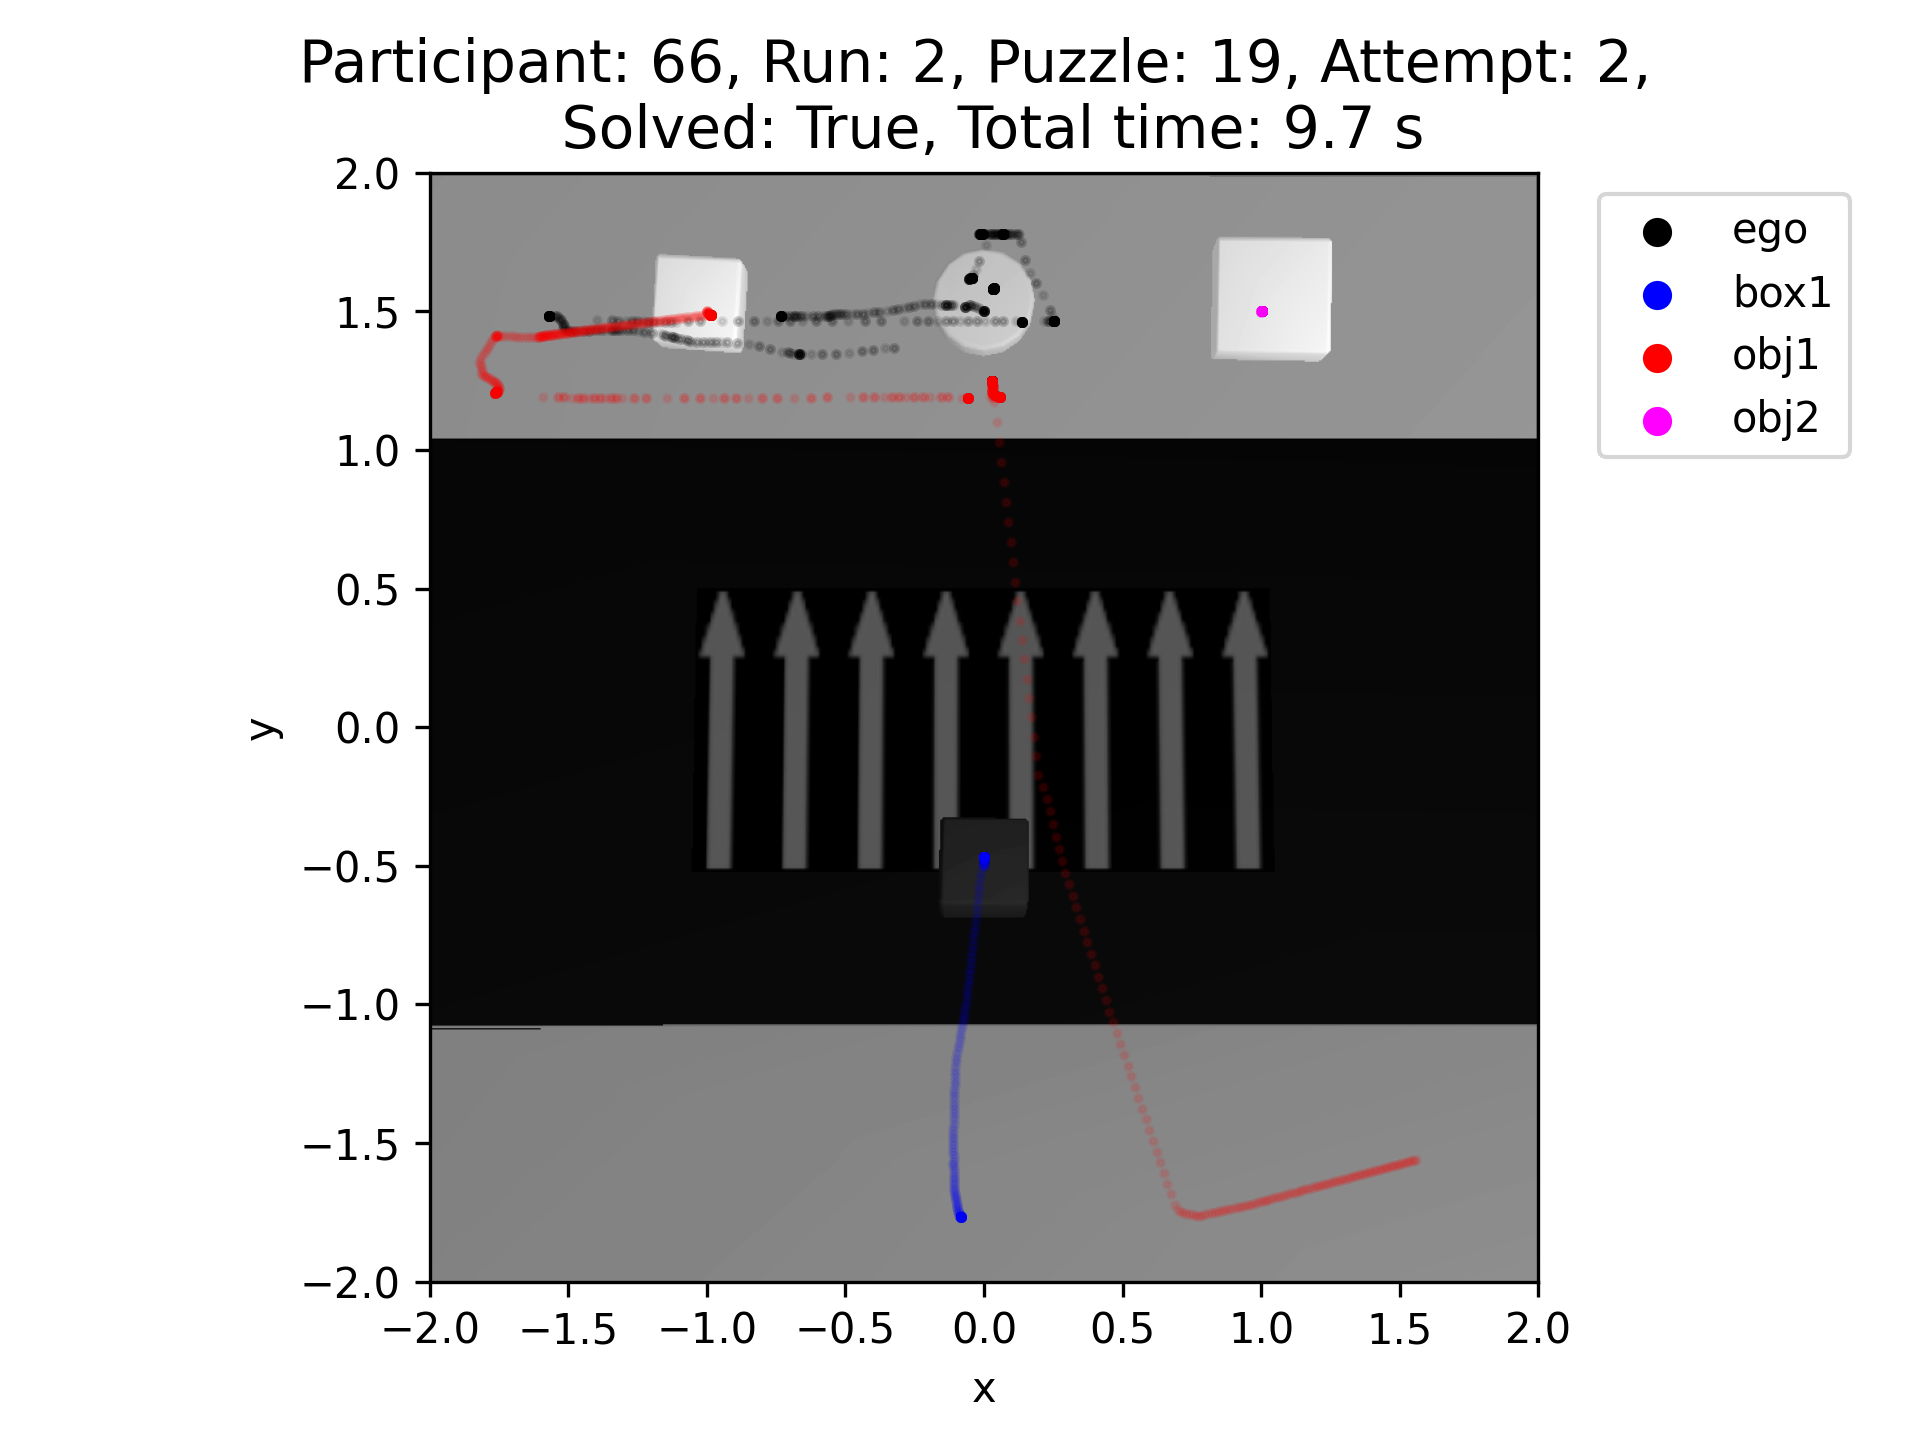 Participant: 66, Run: 2, Puzzle: 19, Attempt: 2,
Solved: True, Total time: 9.7 s
2.0
1.5
1.0
0.5
0.0
−0.5
−1.0
−1.5
−2.0
y
−2.0 −1.5 −1.0 −0.5 0.0 0.5 1.0 1.5 2.0
x
ego
box1
obj1
obj2